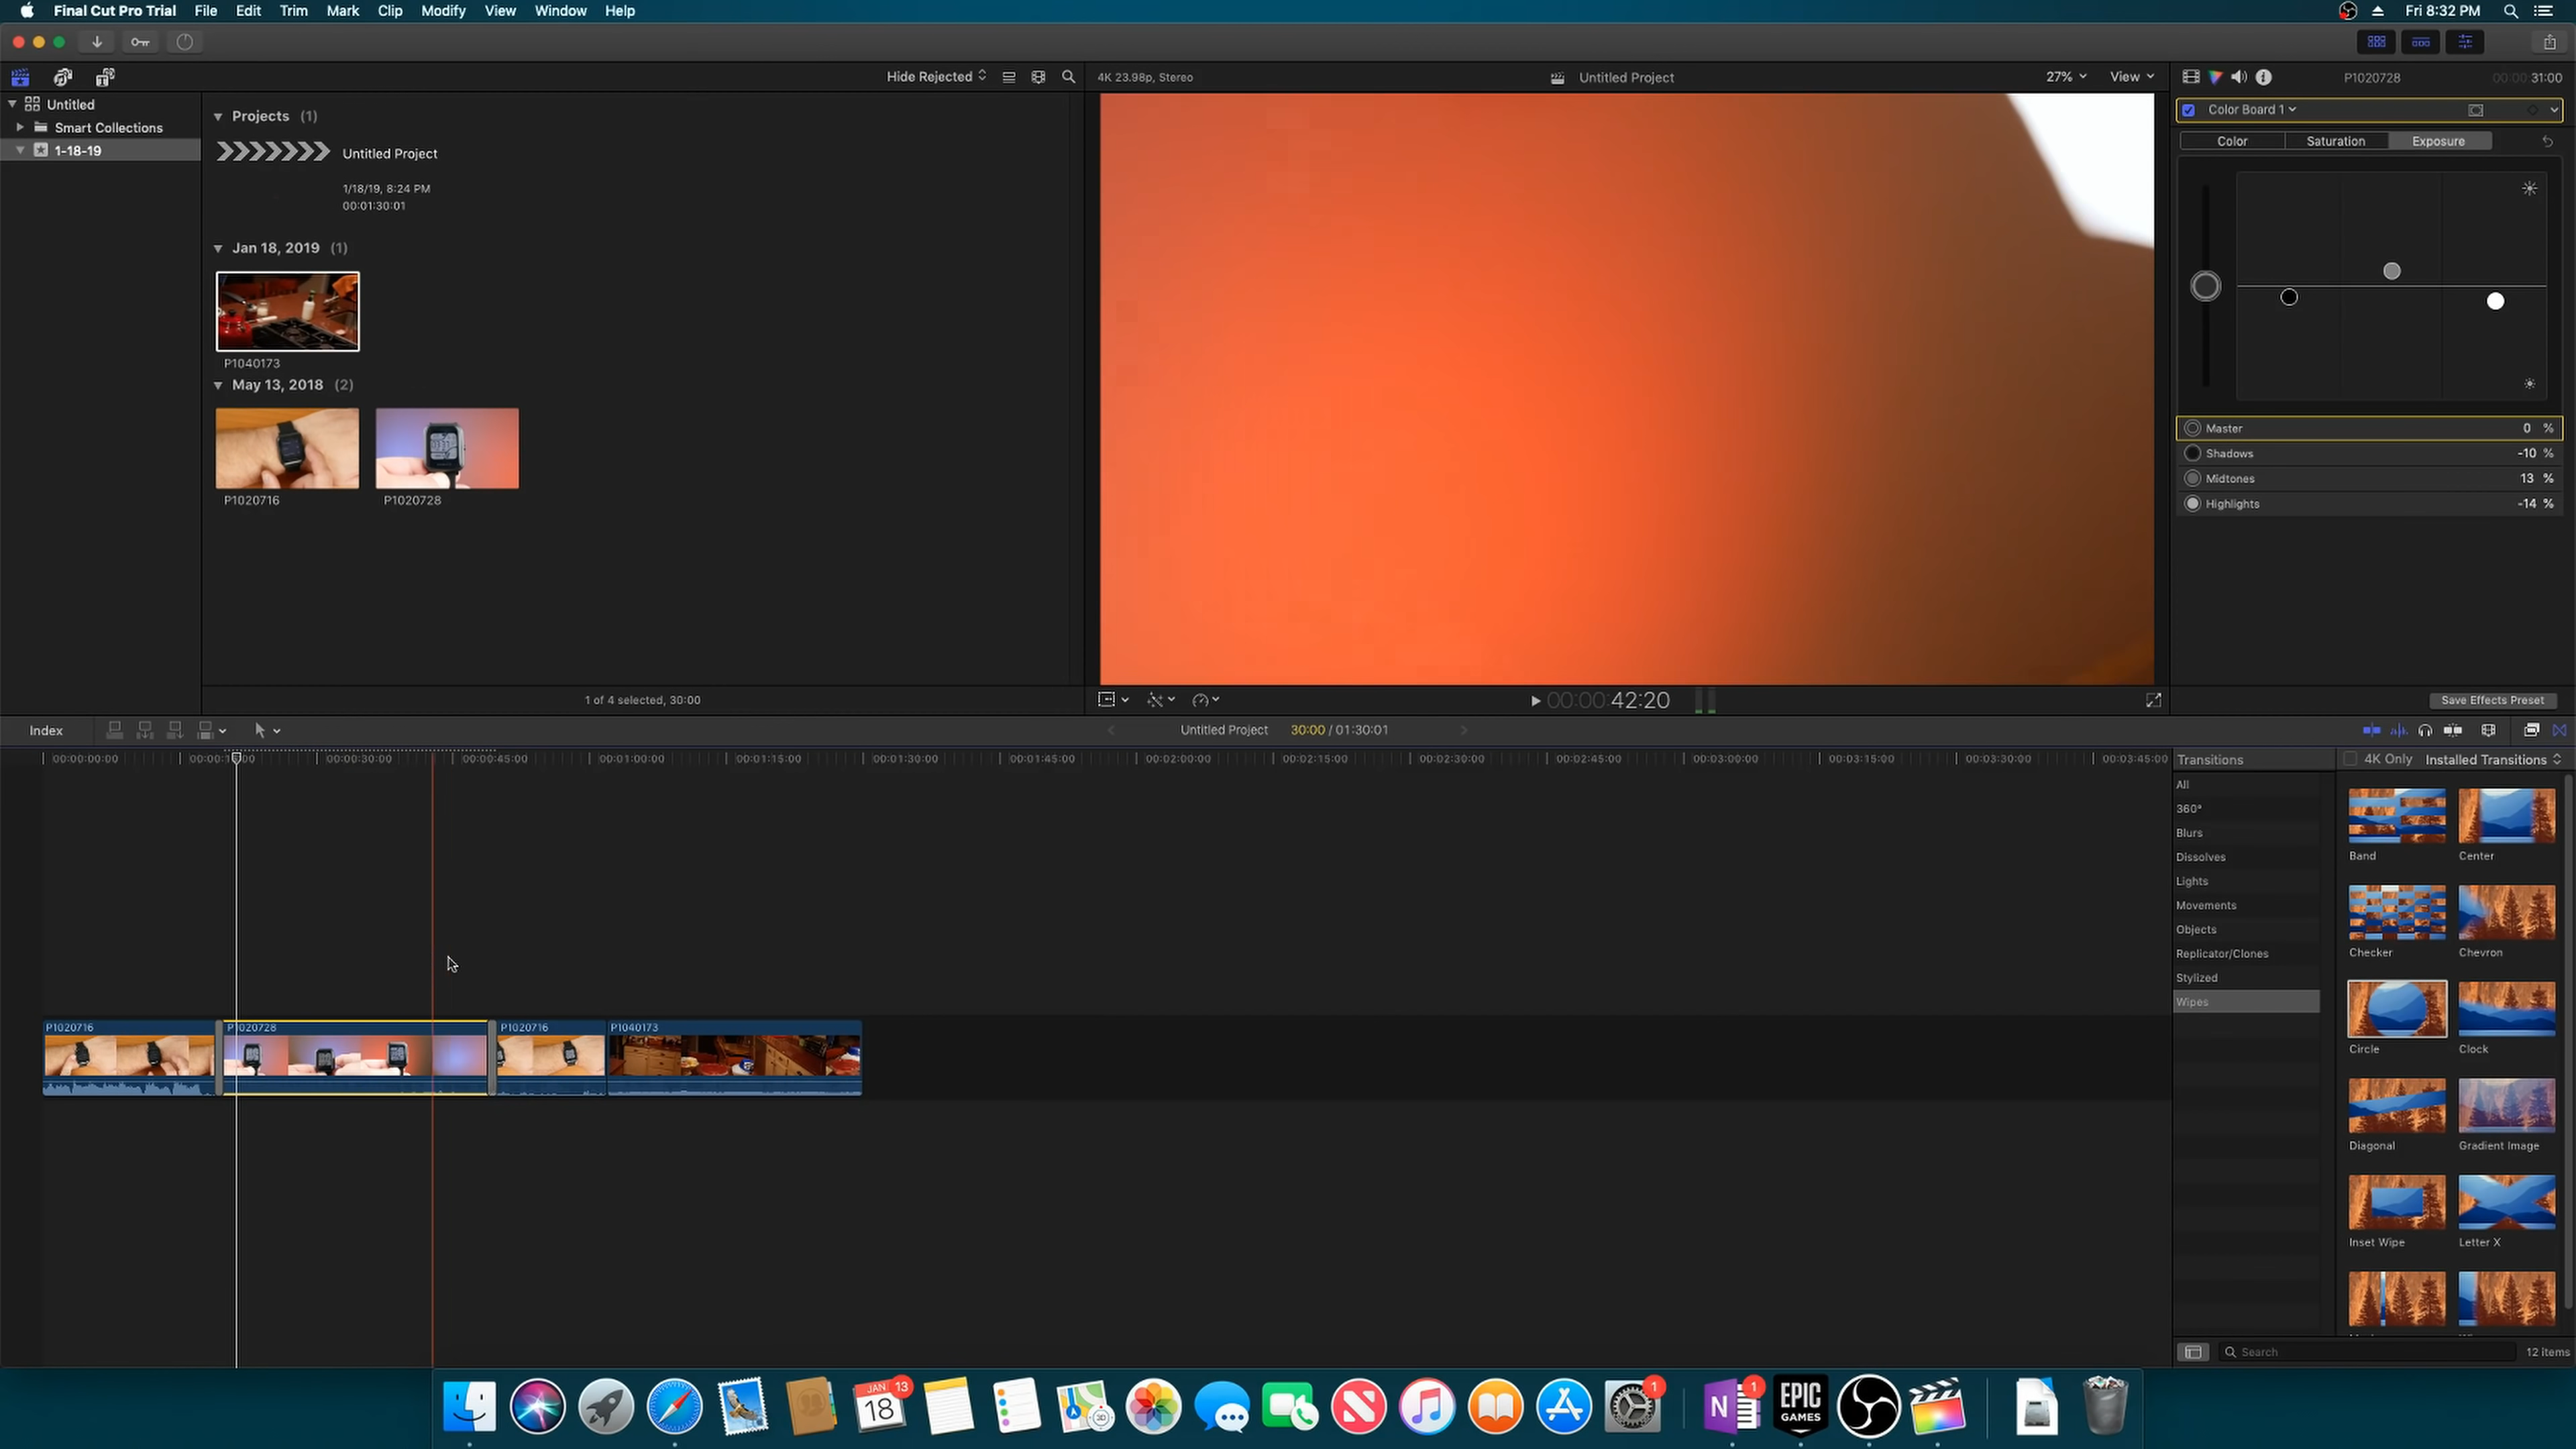 Final Cut Pro Trial File Edit Trim Mark Clip Modify View Window Help Fri 8:32 PM
Hide Rejected 4K 23.98p, Stereo Untitled Project 27% View P1020728 00:00:31:00
Untitled
Smart Collections
1-18-19
Projects (1)
Untitled Project
1/18/19, 8:24 PM
00:01:30:01
Jan 18, 2019 (1)
P1040173
May 13, 2018 (2)
P1020716 P1020728
1 of 4 selected, 30:00
00:00:00:42:20
Color Board 1
Color Saturation Exposure
Master 0 %
Shadows -10 %
Midtones 13 %
Highlights -14 %
Save Effects Preset
Index Untitled Project 30:00 / 01:30:01
00:00:00:00 00:00:30:00 00:00:45:00 00:01:00:00 00:01:15:00 00:01:30:00 00:01:45:00 00:02:00:00 00:02:15:00 00:02:30:00 00:02:45:00 00:03:00:00 00:03:15:00 00:03:30:00 00:03:45:00
P1020716 P1020728 P1020716 P1040173
Transitions 4K Only Installed Transitions
All
360°
Blurs
Dissolves
Lights
Movements
Objects
Replicator/Clones
Stylized
Wipes
Band Center
Checker Chevron
Circle Clock
Diagonal Gradient Image
Inset Wipe Letter X
Search 12 items
JAN 13
18
3D
1
N 1
EPIC
GAMES